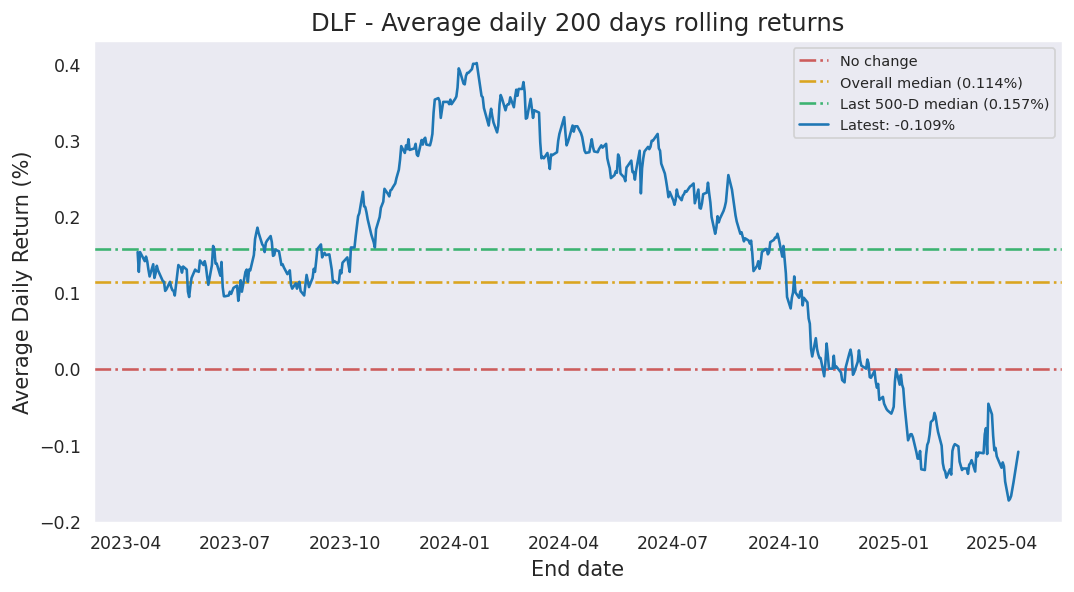 DLF - Average daily 200 days rolling returns
No change
Overall median (0.114%)
Last 500-D median (0.157%)
Latest: -0.109%
Average Daily Return (%)
0.4
0.3
0.2
0.1
0.0
−0.1
−0.2
2023-04 2023-07 2023-10 2024-01 2024-04 2024-07 2024-10 2025-01 2025-04
End date